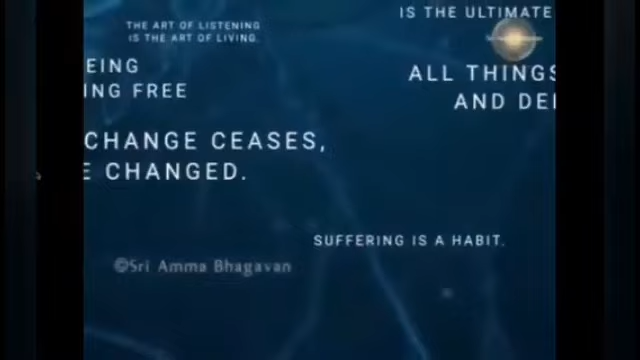 IS THE ULTIMATE
THE ART OF LISTENING
IS THE ART OF LIVING.
EING
ING FREE
ALL THINGS
AND DE
CHANGE CEASES,
E CHANGED.
SUFFERING IS A HABIT.
©Sri Amma Bhagavan